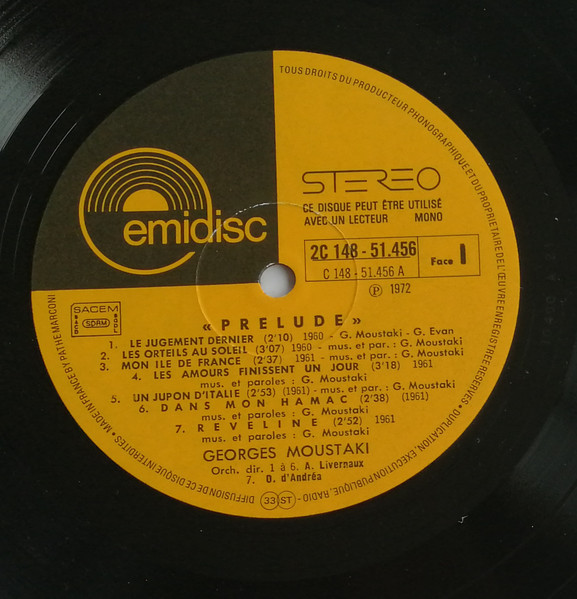 TOUS DROITS DU PRODUCTEUR PHONOGRAPHIQUE ET DU PROPRIETAIRE DE L'ŒUVRE ENREGISTREE RESERVES - DUPLICATION, EXECUTION PUBLIQUE, RADIO - DIFFUSION DE CE DISQUE INTERDITES • MADE IN FRANCE BY PATHE MARCONI
emidisc
STEREO
CE DISQUE PEUT ÊTRE UTILISÉ
AVEC UN LECTEUR MONO
2C 148 - 51.456
C 148 - 51.456 A
Face 1
℗ 1972
SACEM
SDRM
« PRELUDE »
1. LE JUGEMENT DERNIER (2'10) 1960 - G. Moustaki - G. Evan
2. LES ORTEILS AU SOLEIL (3'07) 1960 - mus. et par. : G. Moustaki
3. MON ILE DE FRANCE (2'37) 1961 - mus. et par. : G. Moustaki
4. LES AMOURS FINISSENT UN JOUR (3'18) 1961
mus. et paroles : G. Moustaki
5. UN JUPON D'ITALIE (2'53) (1961) - mus. et par. : G. Moustaki
6. DANS MON HAMAC (2'38) (1961)
mus. et paroles : G. Moustaki
7. REVELINE (2'52) 1961
mus. et paroles : G. Moustaki
GEORGES MOUSTAKI
Orch. dir. 1 à 6. A. Livernaux
7. O. d'Andréa
33 ST